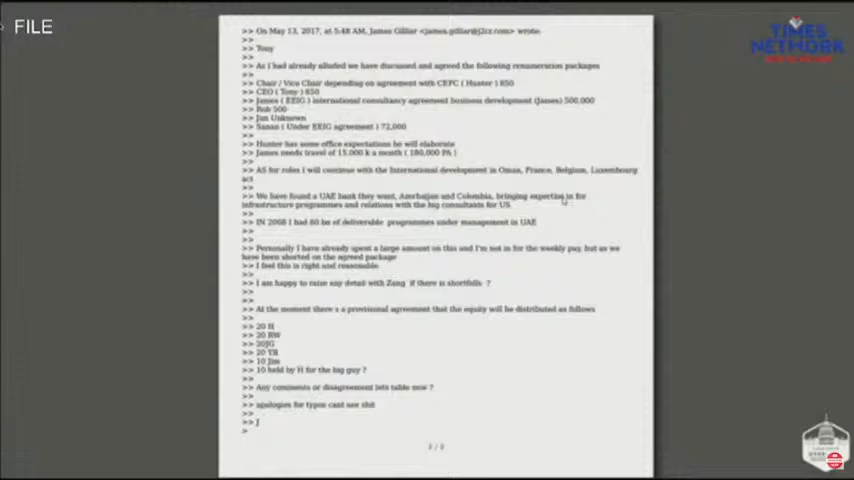 FILE
TIMES
NETWORK
>> On May 13, 2017, at 5:48 AM, James Gilliar <james.gilliar@j2cr.com> wrote:
>>
>> Tony
>>
>> As I had already alluded we have discussed and agreed the following renumeration packages
>>
>> Chair / Vice Chair depending on agreement with CEFC ( Hunter ) 850
>> CEO ( Tony ) 850
>> James ( EEIG ) international consultancy agreement business development (James) 500,000
>> Rob 500
>> Jim Unknown
>> Sanan ( Under EEIG agreement ) 72,000
>>
>> Hunter has some office expectations he will elaborate
>> James needs travel of 15.000 k a month ( 180,000 PA )
>>
>> AS for roles I will continue with the International development in Oman, France, Belgium, Luxembourg
>>
>> We have found a UAE bank they want, Azerbaijan and Colombia, bringing expertise in for
infrastructure programmes and relations with the big consultants for US
>>
>> IN 2008 I had 60 bn of deliverable programmes under management in UAE
>>
>>
>> Personally I have already spent a large amount on this and I'm not in for the weekly pay, but as we
have been shorted on the agreed package
>> I feel this is right and reasonable
>>
>> I am happy to raise any detail with Zang if there is shortfalls ?
>>
>>
>> At the moment there s a provisional agreement that the equity will be distributed as follows
>>
>> 20 H
>> 20 RW
>> 20JG
>> 20 TB
>> 10 Jim
>> 10 held by H for the big guy ?
>>
>> Any comments or disagreement lets table now ?
>>
>> apologies for typos cant see shit
>>
>> J
>
2 / 2